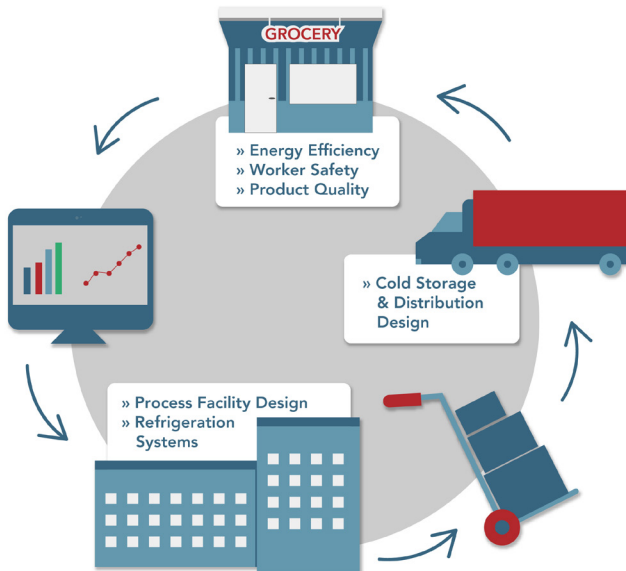 GROCERY
» Energy Efficiency
» Worker Safety
» Product Quality
» Cold Storage
& Distribution
Design
» Process Facility Design
» Refrigeration
Systems